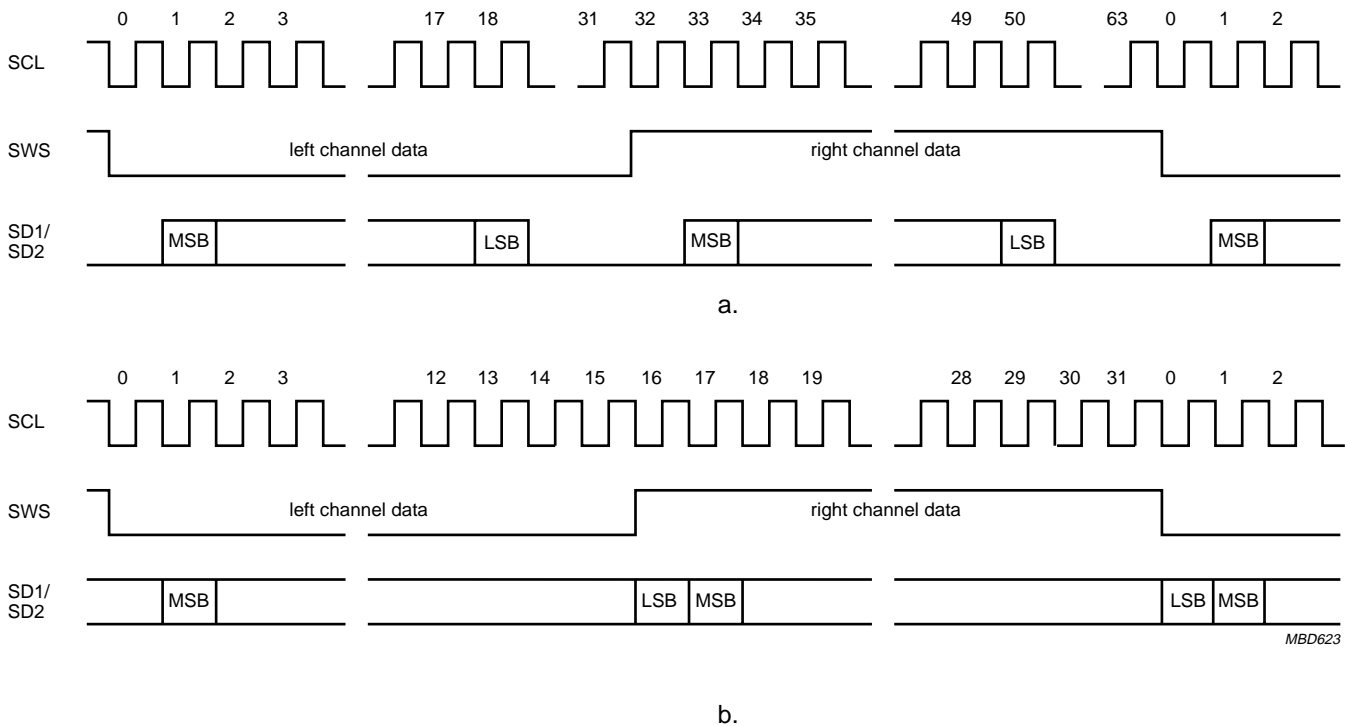 0 1 2 3 17 18 31 32 33 34 35 49 50 63 0 1 2
SCL
SWS left channel data right channel data
SD1/
SD2
MSB LSB MSB LSB MSB
a.
0 1 2 3 12 13 14 15 16 17 18 19 28 29 30 31 0 1 2
SCL
SWS left channel data right channel data
SD1/
SD2
MSB LSB MSB LSB MSB
MBD623
b.